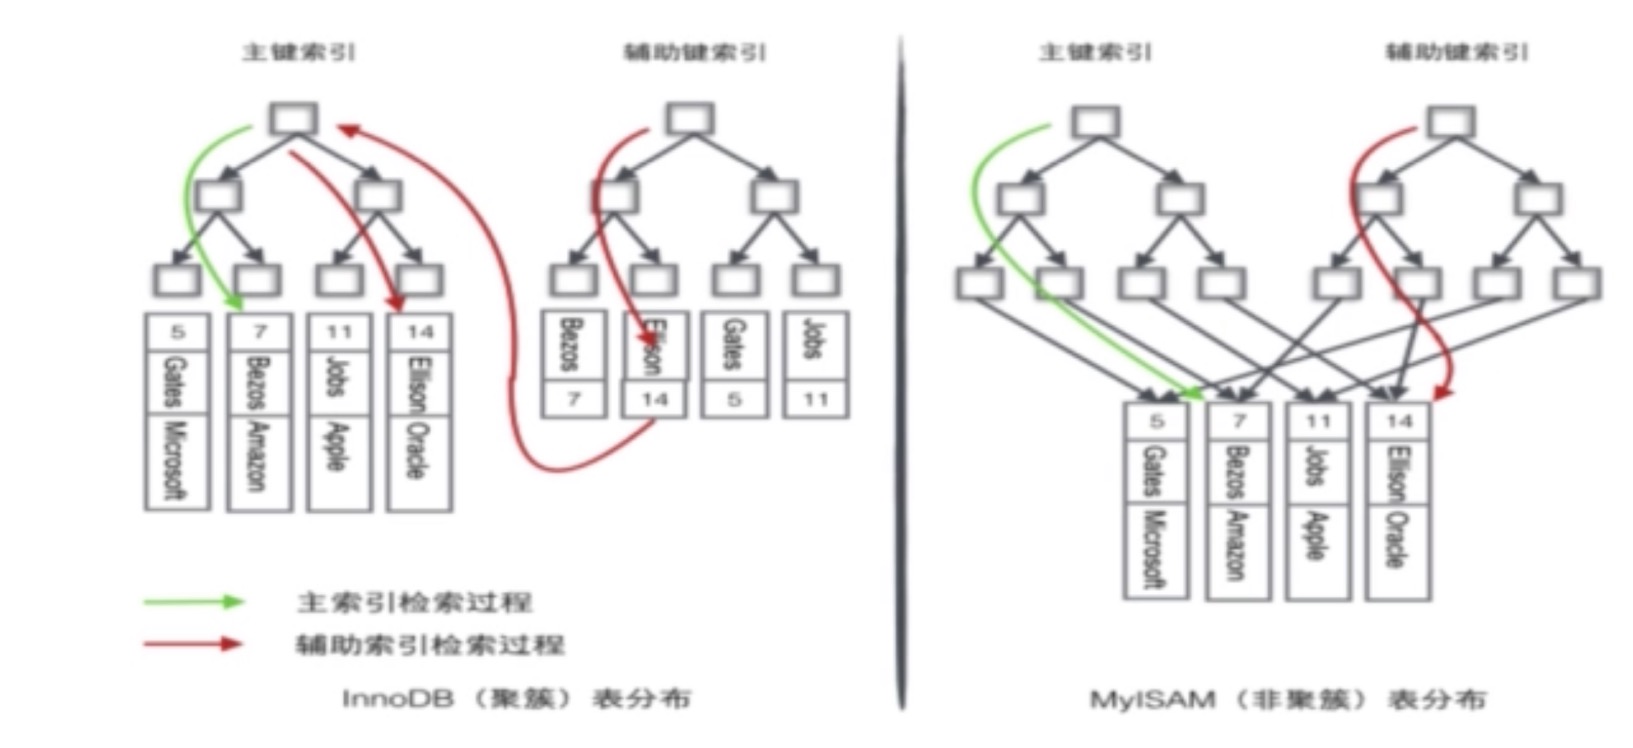 主键索引
辅助键索引
5
7
11
14
Gates
Bezos
Jobs
Ellison
Microsoft
Amazon
Apple
Oracle
Bezos
Ellison
Gates
Jobs
7
14
5
11
主索引检索过程
辅助索引检索过程
InnoDB（聚簇）表分布
主键索引
辅助键索引
5
7
11
14
Gates
Bezos
Jobs
Ellison
Microsoft
Amazon
Apple
Oracle
MyISAM（非聚簇）表分布